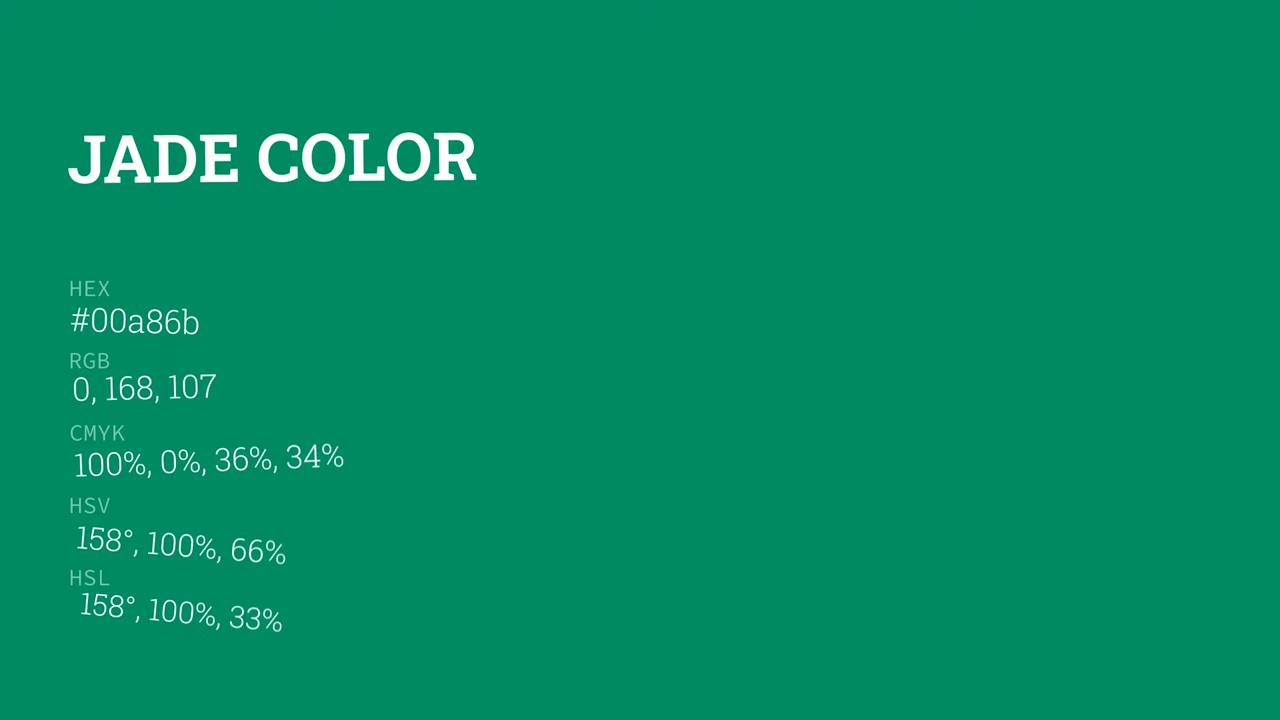 JADE COLOR
HEX
#00a86b
RGB
0, 168, 107
CMYK
100%, 0%, 36%, 34%
HSV
158°, 100%, 66%
HSL
158°, 100%, 33%